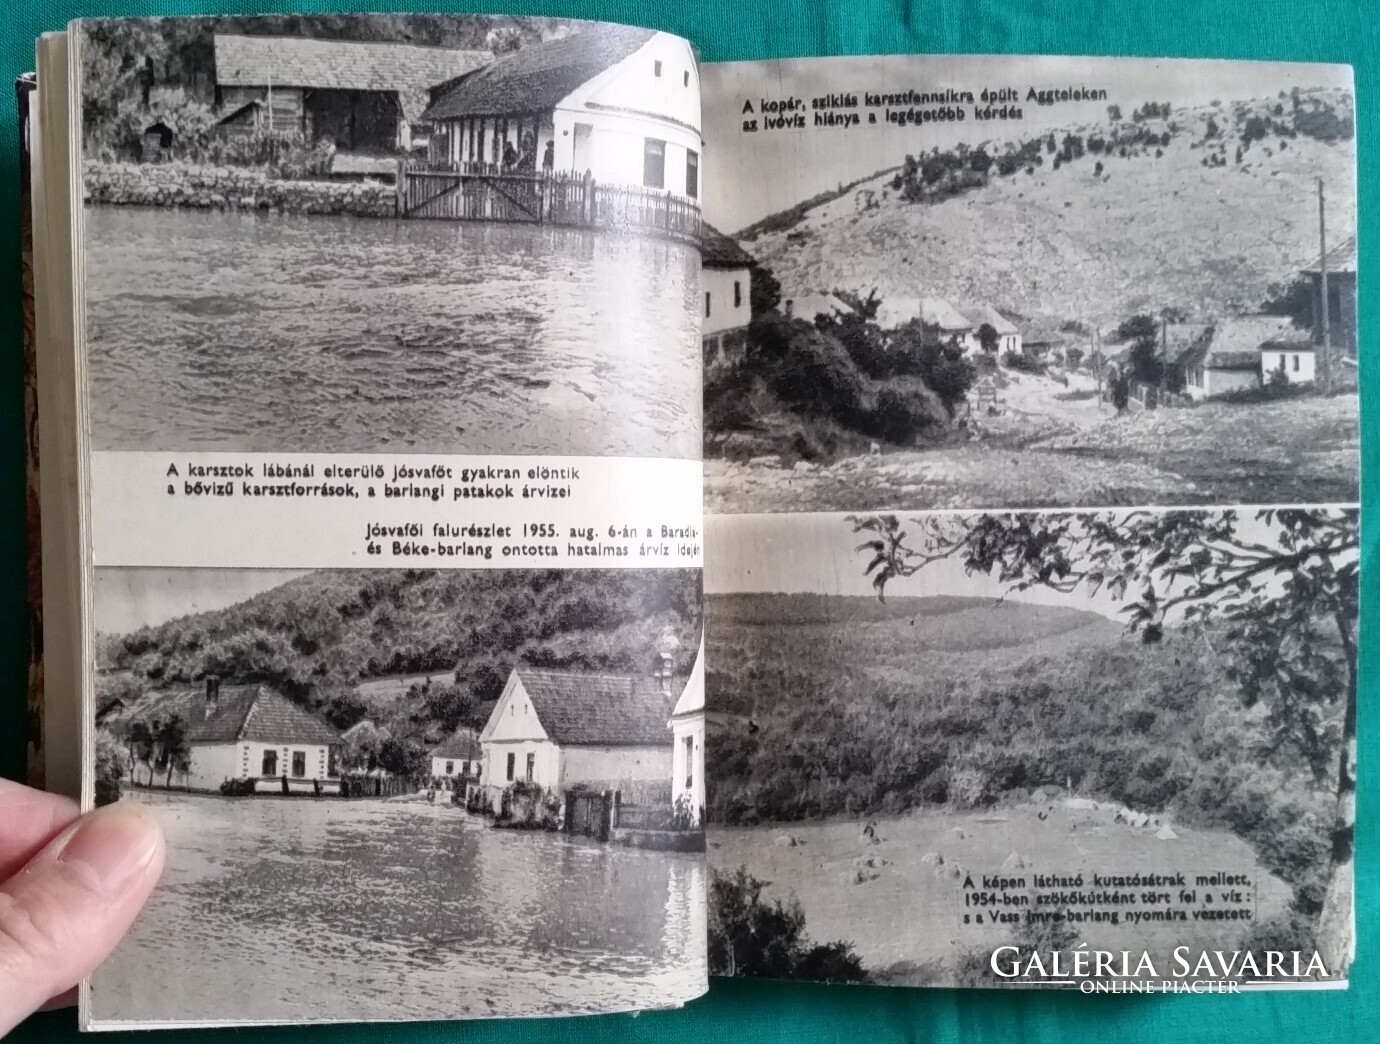 A karsztok lábánál elterülő Jósvafőt gyakran elöntik
a bővizű karsztforrások, a barlangi patakok árvizei
Jósvafői falurészlet 1955. aug. 6-án a Baradla-
és Béke-barlang ontotta hatalmas árvíz idején
A kopár, sziklás karsztfennsíkra épült Aggteleken
az ivóvíz hiánya a legégetőbb kérdés
A képen látható kutatósátrak mellett,
1954-ben szökőkútként tört fel a víz:
s a Vass Imre-barlang nyomára vezetett
GALÉRIA SAVARIA
ONLINE PIACTÉR